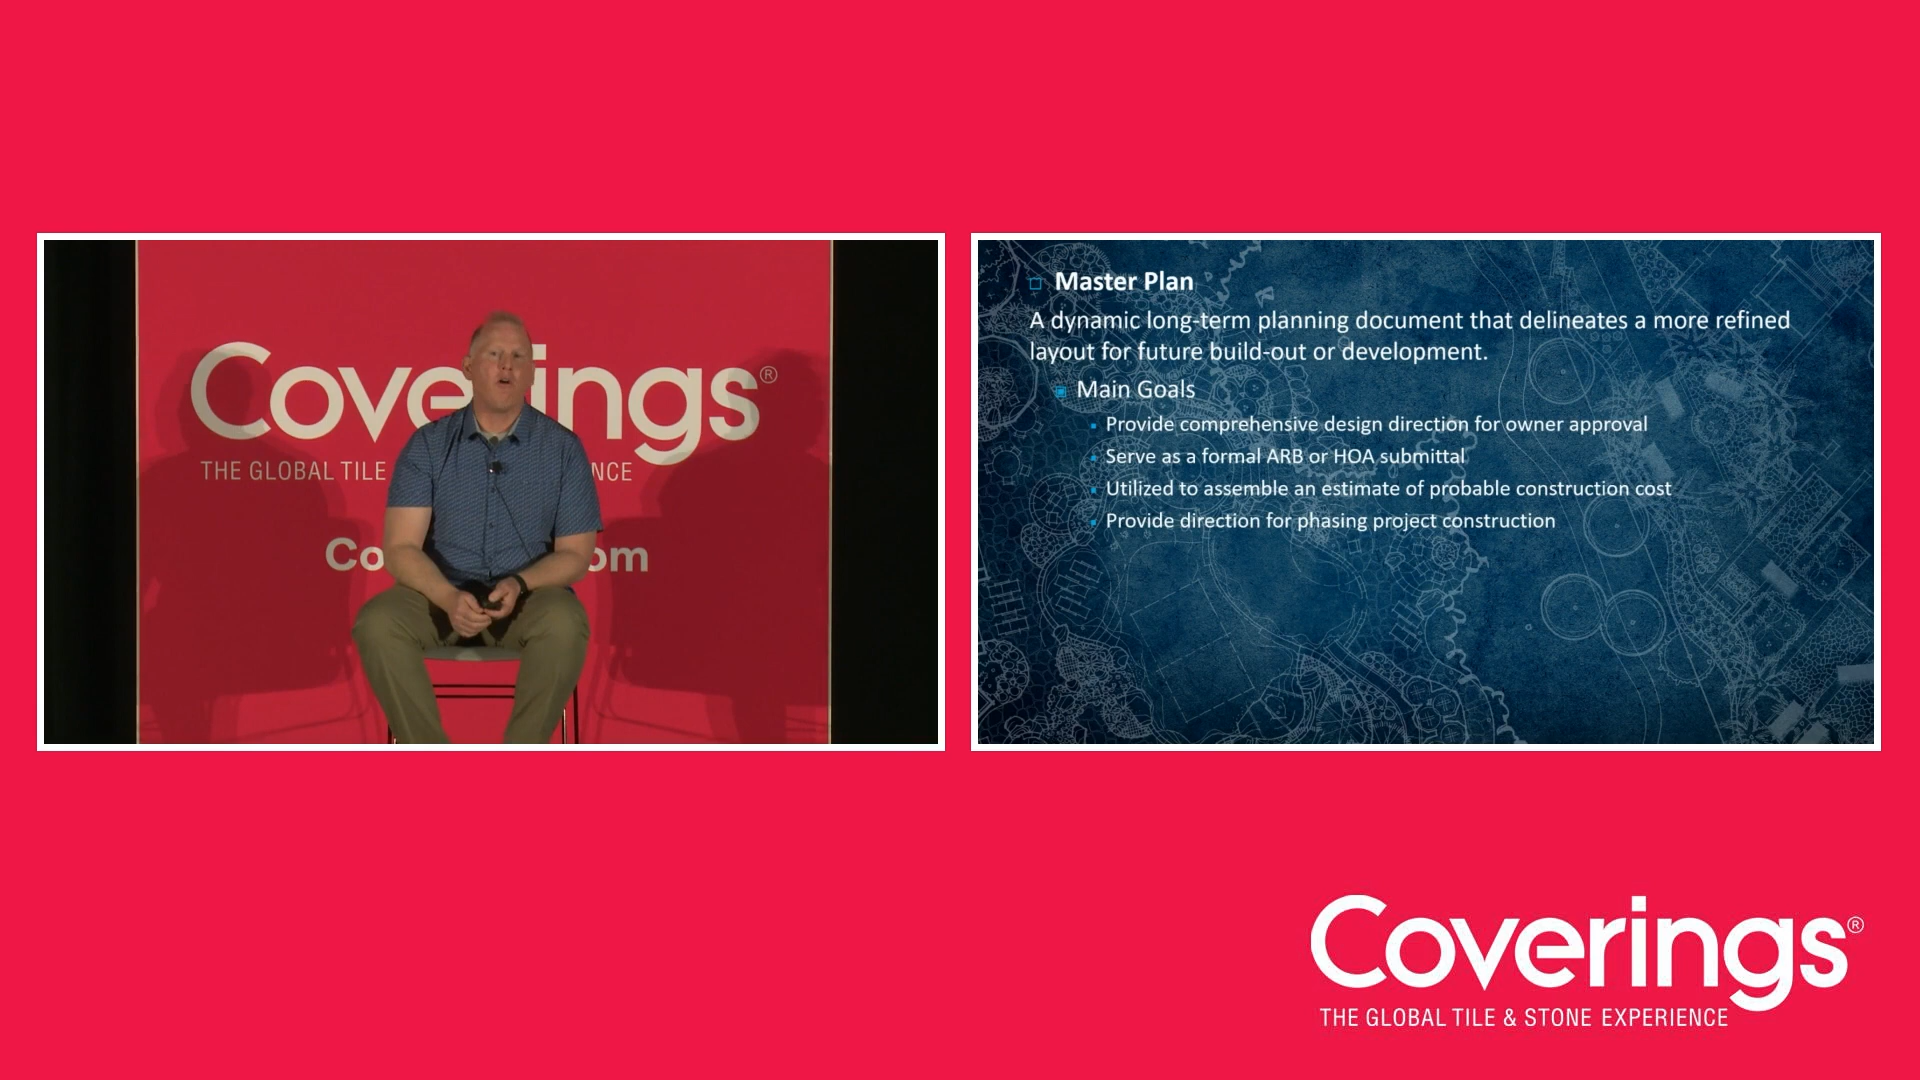 Coverings®
THE GLOBAL TILE
NCE
Co
om
Master Plan
A dynamic long-term planning document that delineates a more refined
layout for future build-out or development.
Main Goals
Provide comprehensive design direction for owner approval
Serve as a formal ARB or HOA submittal
Utilized to assemble an estimate of probable construction cost
Provide direction for phasing project construction
Coverings®
THE GLOBAL TILE & STONE EXPERIENCE